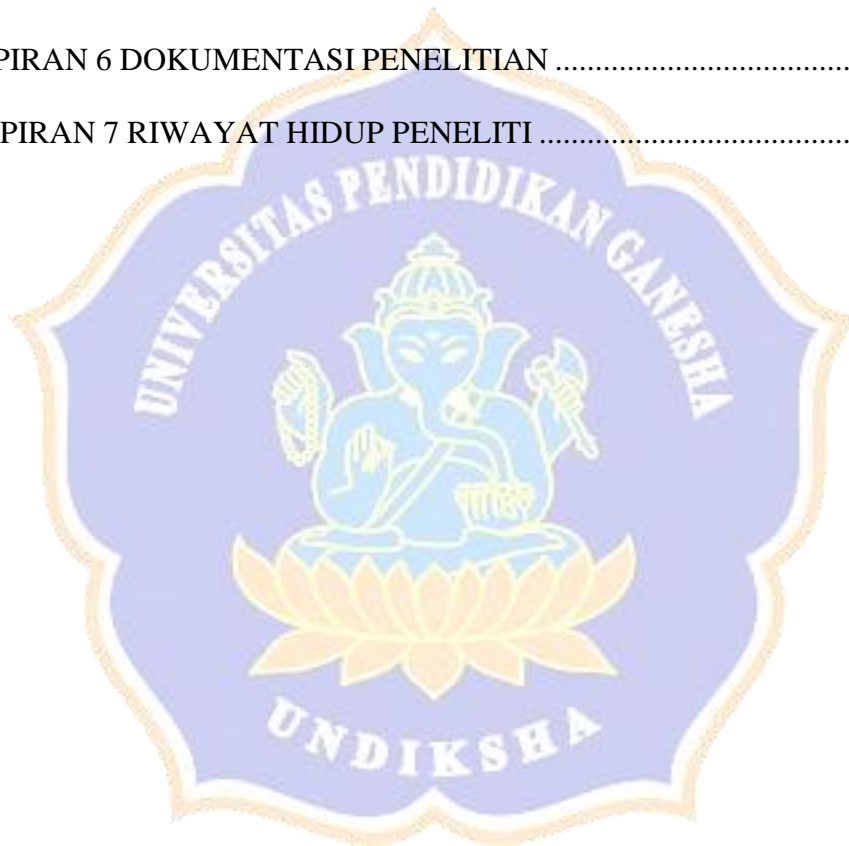 PIRAN 6 DOKUMENTASI PENELITIAN ....................................
PIRAN 7 RIWAYAT HIDUP PENELITI ......................................
UNIVERSITAS PENDIDIKAN GANESHA
UNDIKSHA